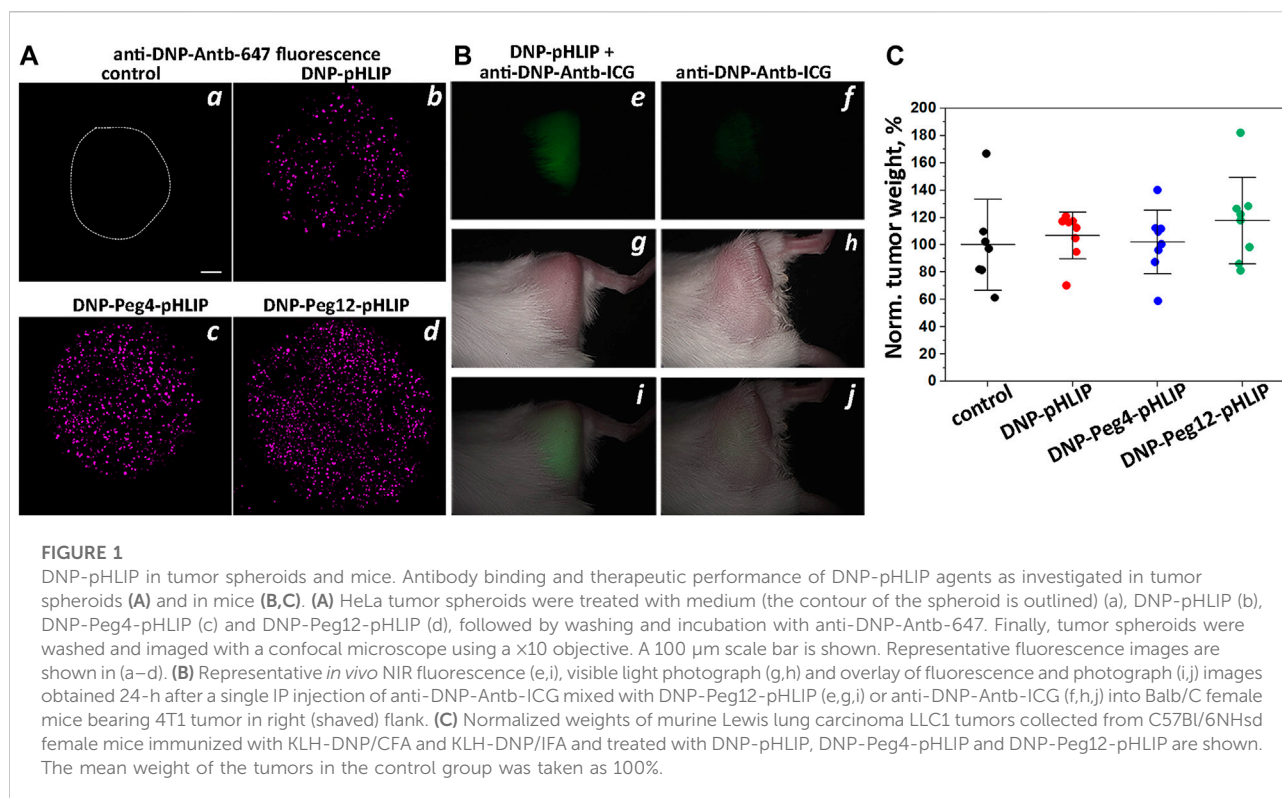 A
anti-DNP-Antb-647 fluorescence
control
DNP-pHLIP
a
b
DNP-Peg4-pHLIP
DNP-Peg12-pHLIP
c
d
B
DNP-pHLIP +
anti-DNP-Antb-ICG
anti-DNP-Antb-ICG
e
f
g
h
i
j
C
Norm. tumor weight, %
200
180
160
140
120
100
80
60
40
20
0
control
DNP-pHLIP
DNP-Peg4-pHLIP
DNP-Peg12-pHLIP
FIGURE 1
DNP-pHLIP in tumor spheroids and mice. Antibody binding and therapeutic performance of DNP-pHLIP agents as investigated in tumor
spheroids (A) and in mice (B,C). (A) HeLa tumor spheroids were treated with medium (the contour of the spheroid is outlined) (a), DNP-pHLIP (b),
DNP-Peg4-pHLIP (c) and DNP-Peg12-pHLIP (d), followed by washing and incubation with anti-DNP-Antb-647. Finally, tumor spheroids were
washed and imaged with a confocal microscope using a ×10 objective. A 100 μm scale bar is shown. Representative fluorescence images are
shown in (a–d). (B) Representative in vivo NIR fluorescence (e,i), visible light photograph (g,h) and overlay of fluorescence and photograph (i,j) images
obtained 24-h after a single IP injection of anti-DNP-Antb-ICG mixed with DNP-Peg12-pHLIP (e,g,i) or anti-DNP-Antb-ICG (f,h,j) into Balb/C female
mice bearing 4T1 tumor in right (shaved) flank. (C) Normalized weights of murine Lewis lung carcinoma LLC1 tumors collected from C57Bl/6NHsd
female mice immunized with KLH-DNP/CFA and KLH-DNP/IFA and treated with DNP-pHLIP, DNP-Peg4-pHLIP and DNP-Peg12-pHLIP are shown.
The mean weight of the tumors in the control group was taken as 100%.